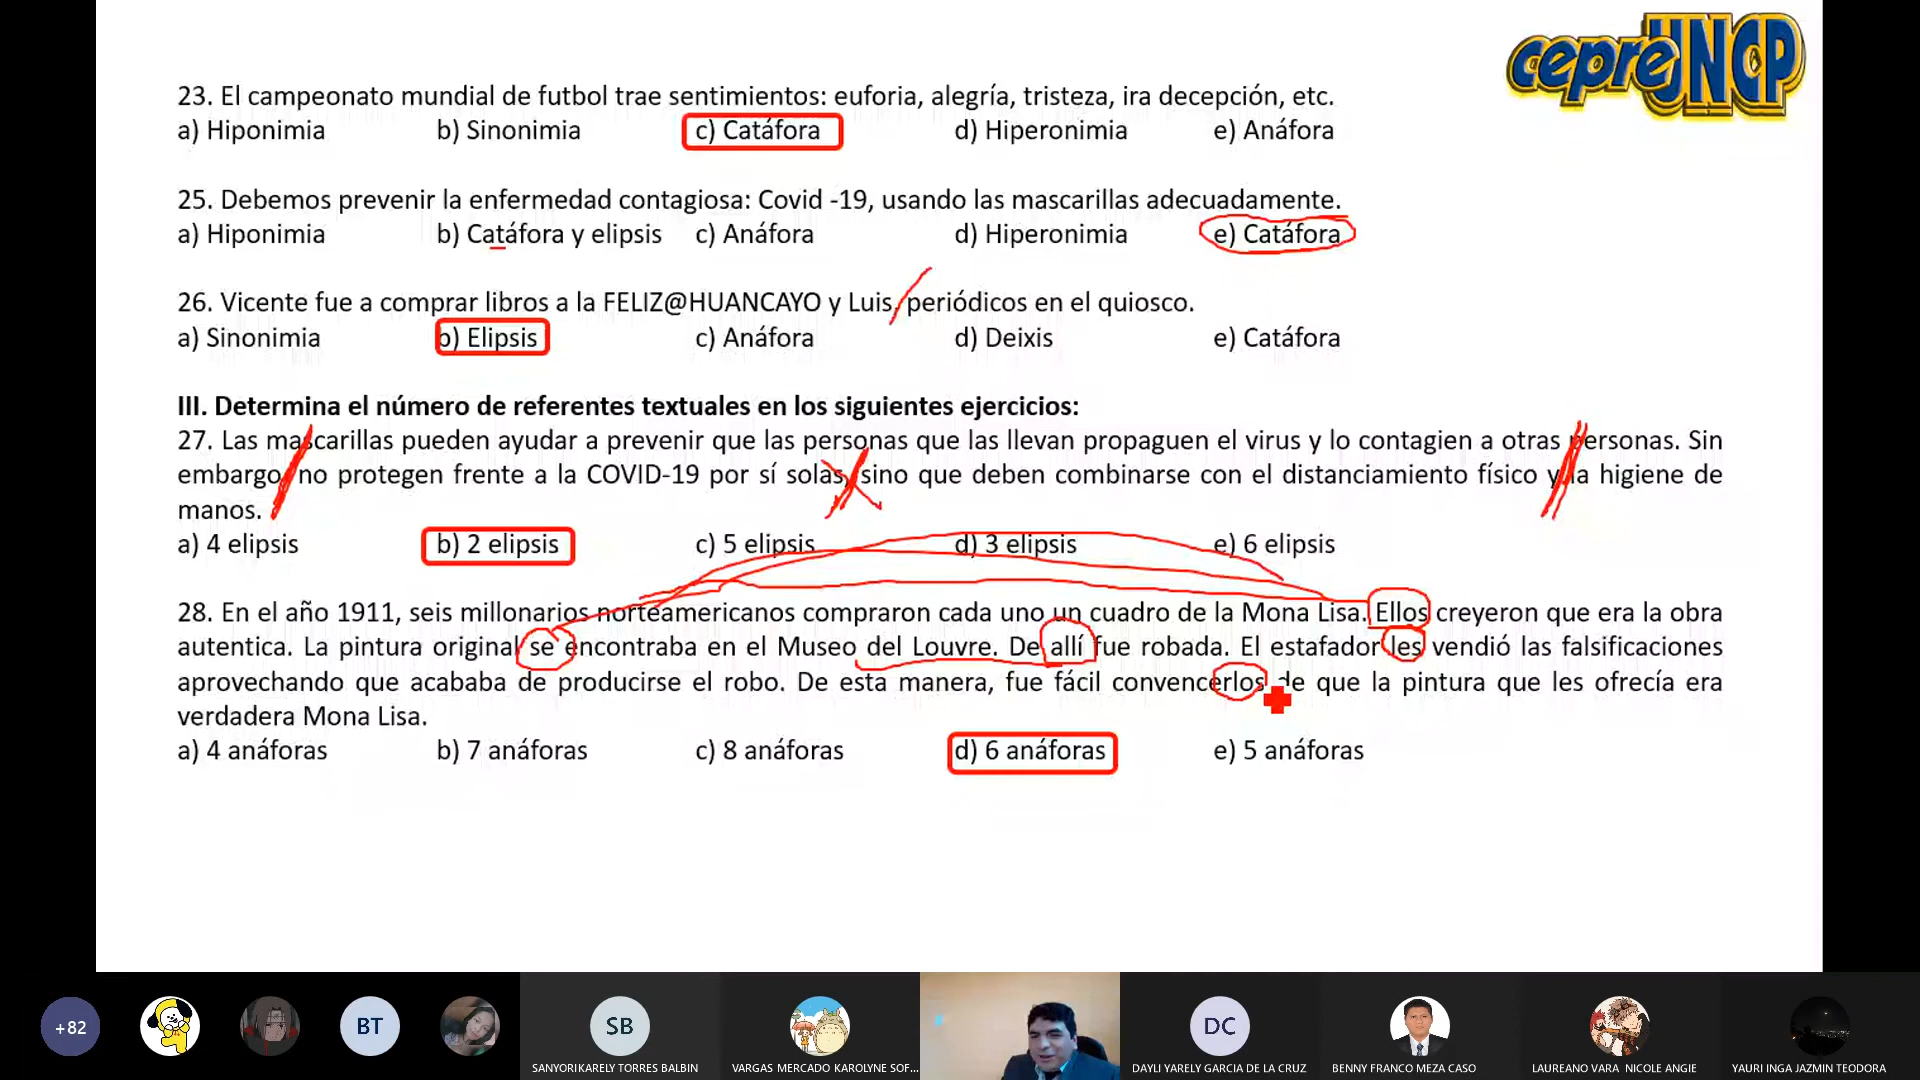 cepreUNCP
23. El campeonato mundial de futbol trae sentimientos: euforia, alegría, tristeza, ira decepción, etc.
a) Hiponimia b) Sinonimia c) Catáfora d) Hiperonimia e) Anáfora
25. Debemos prevenir la enfermedad contagiosa: Covid -19, usando las mascarillas adecuadamente.
a) Hiponimia b) Catáfora y elipsis c) Anáfora d) Hiperonimia e) Catáfora
26. Vicente fue a comprar libros a la FELIZ@HUANCAYO y Luis, periódicos en el quiosco.
a) Sinonimia b) Elipsis c) Anáfora d) Deixis e) Catáfora
III. Determina el número de referentes textuales en los siguientes ejercicios:
27. Las mascarillas pueden ayudar a prevenir que las personas que las llevan propaguen el virus y lo contagien a otras personas. Sin
embargo, no protegen frente a la COVID-19 por sí solas, sino que deben combinarse con el distanciamiento físico y la higiene de
manos.
a) 4 elipsis b) 2 elipsis c) 5 elipsis d) 3 elipsis e) 6 elipsis
28. En el año 1911, seis millonarios norteamericanos compraron cada uno un cuadro de la Mona Lisa. Ellos creyeron que era la obra
autentica. La pintura original se encontraba en el Museo del Louvre. De allí fue robada. El estafador les vendió las falsificaciones
aprovechando que acababa de producirse el robo. De esta manera, fue fácil convencerlos de que la pintura que les ofrecía era
verdadera Mona Lisa.
a) 4 anáforas b) 7 anáforas c) 8 anáforas d) 6 anáforas e) 5 anáforas
+82 BT SB DC
SANYORIKARELY TORRES BALBIN VARGAS MERCADO KAROLYNE SOF... DAYLI YARELY GARCIA DE LA CRUZ BENNY FRANCO MEZA CASO LAUREANO VARA NICOLE ANGIE YAURI INGA JAZMIN TEODORA